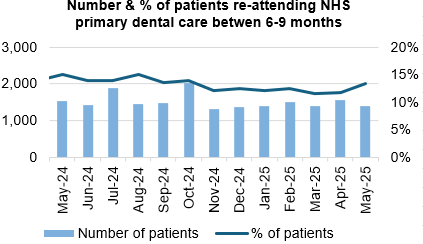 Number & % of patients re-attending NHS
primary dental care betwen 6-9 months
3,000
2,000
1,000
0
20%
15%
10%
5%
0%
May-24
Jun-24
Jul-24
Aug-24
Sep-24
Oct-24
Nov-24
Dec-24
Jan-25
Feb-25
Mar-25
Apr-25
May-25
Number of patients
% of patients